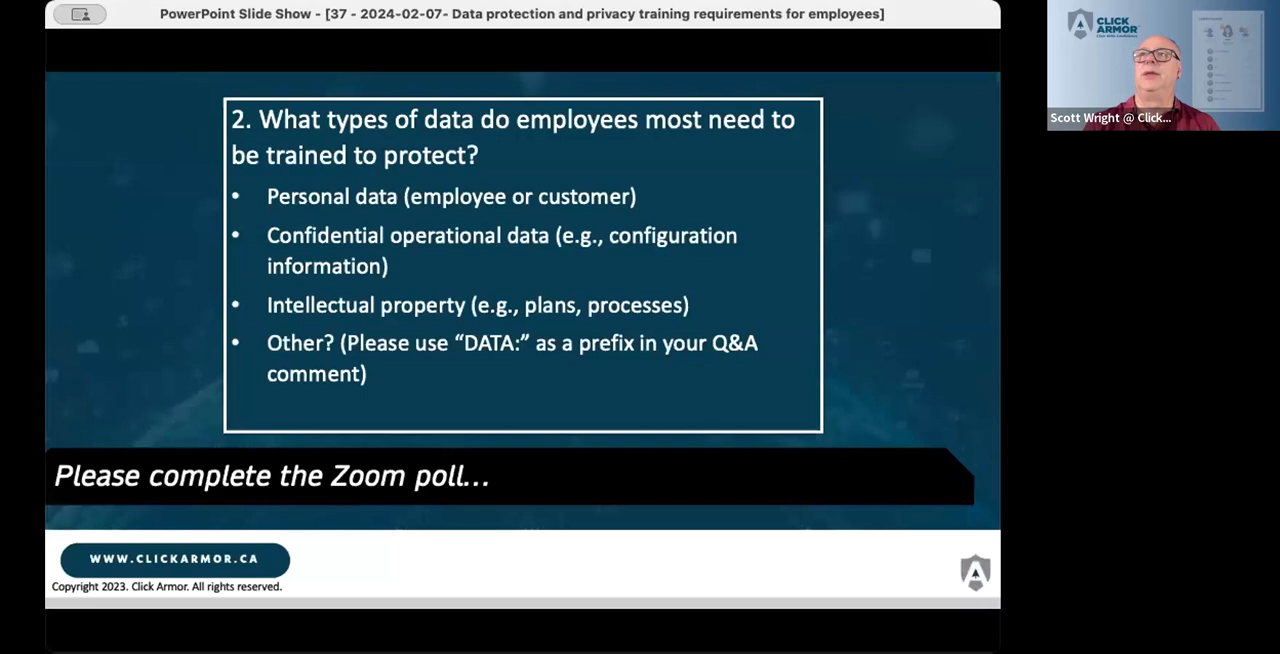 PowerPoint Slide Show - [37 - 2024-02-07- Data protection and privacy training requirements for employees]
CLICK
ARMOR
Scott Wright @ Click...
2. What types of data do employees most need to
be trained to protect?
• Personal data (employee or customer)
• Confidential operational data (e.g., configuration
information)
• Intellectual property (e.g., plans, processes)
• Other? (Please use “DATA:” as a prefix in your Q&A
comment)
Please complete the Zoom poll...
WWW.CLICKARMOR.CA
Copyright 2023. Click Armor. All rights reserved.